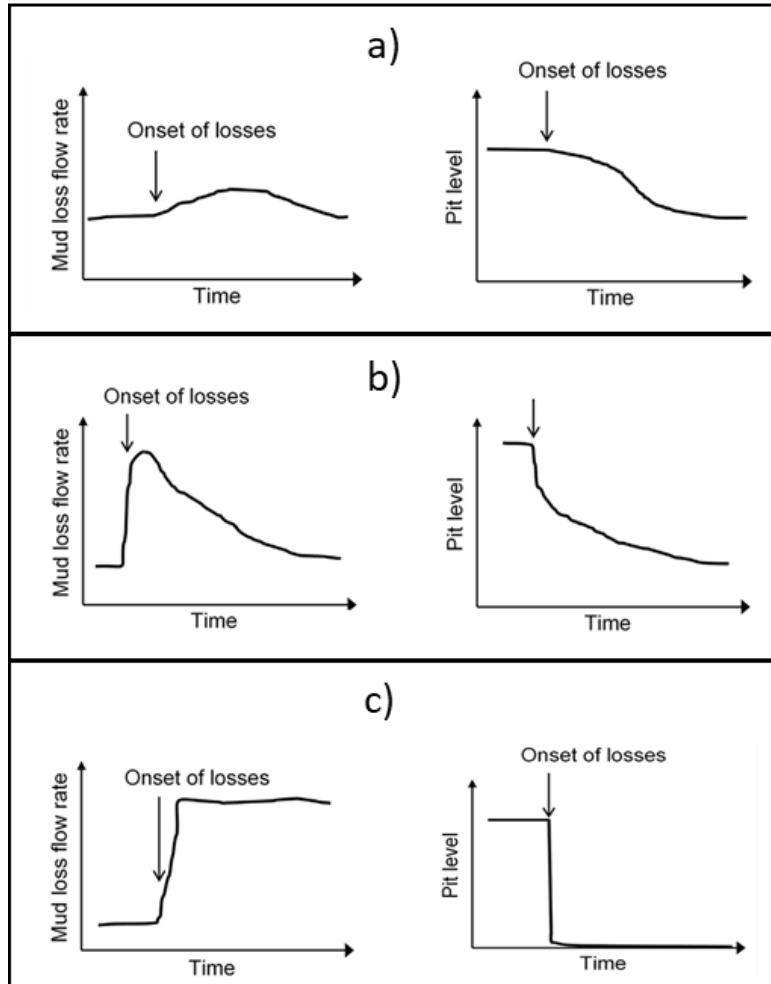 a)
Onset of losses
Mud loss flow rate
Time
Onset of losses
Pit level
Time
b)
Onset of losses
Mud loss flow rate
Time
Pit level
Time
c)
Onset of losses
Mud loss flow rate
Time
Onset of losses
Pit level
Time